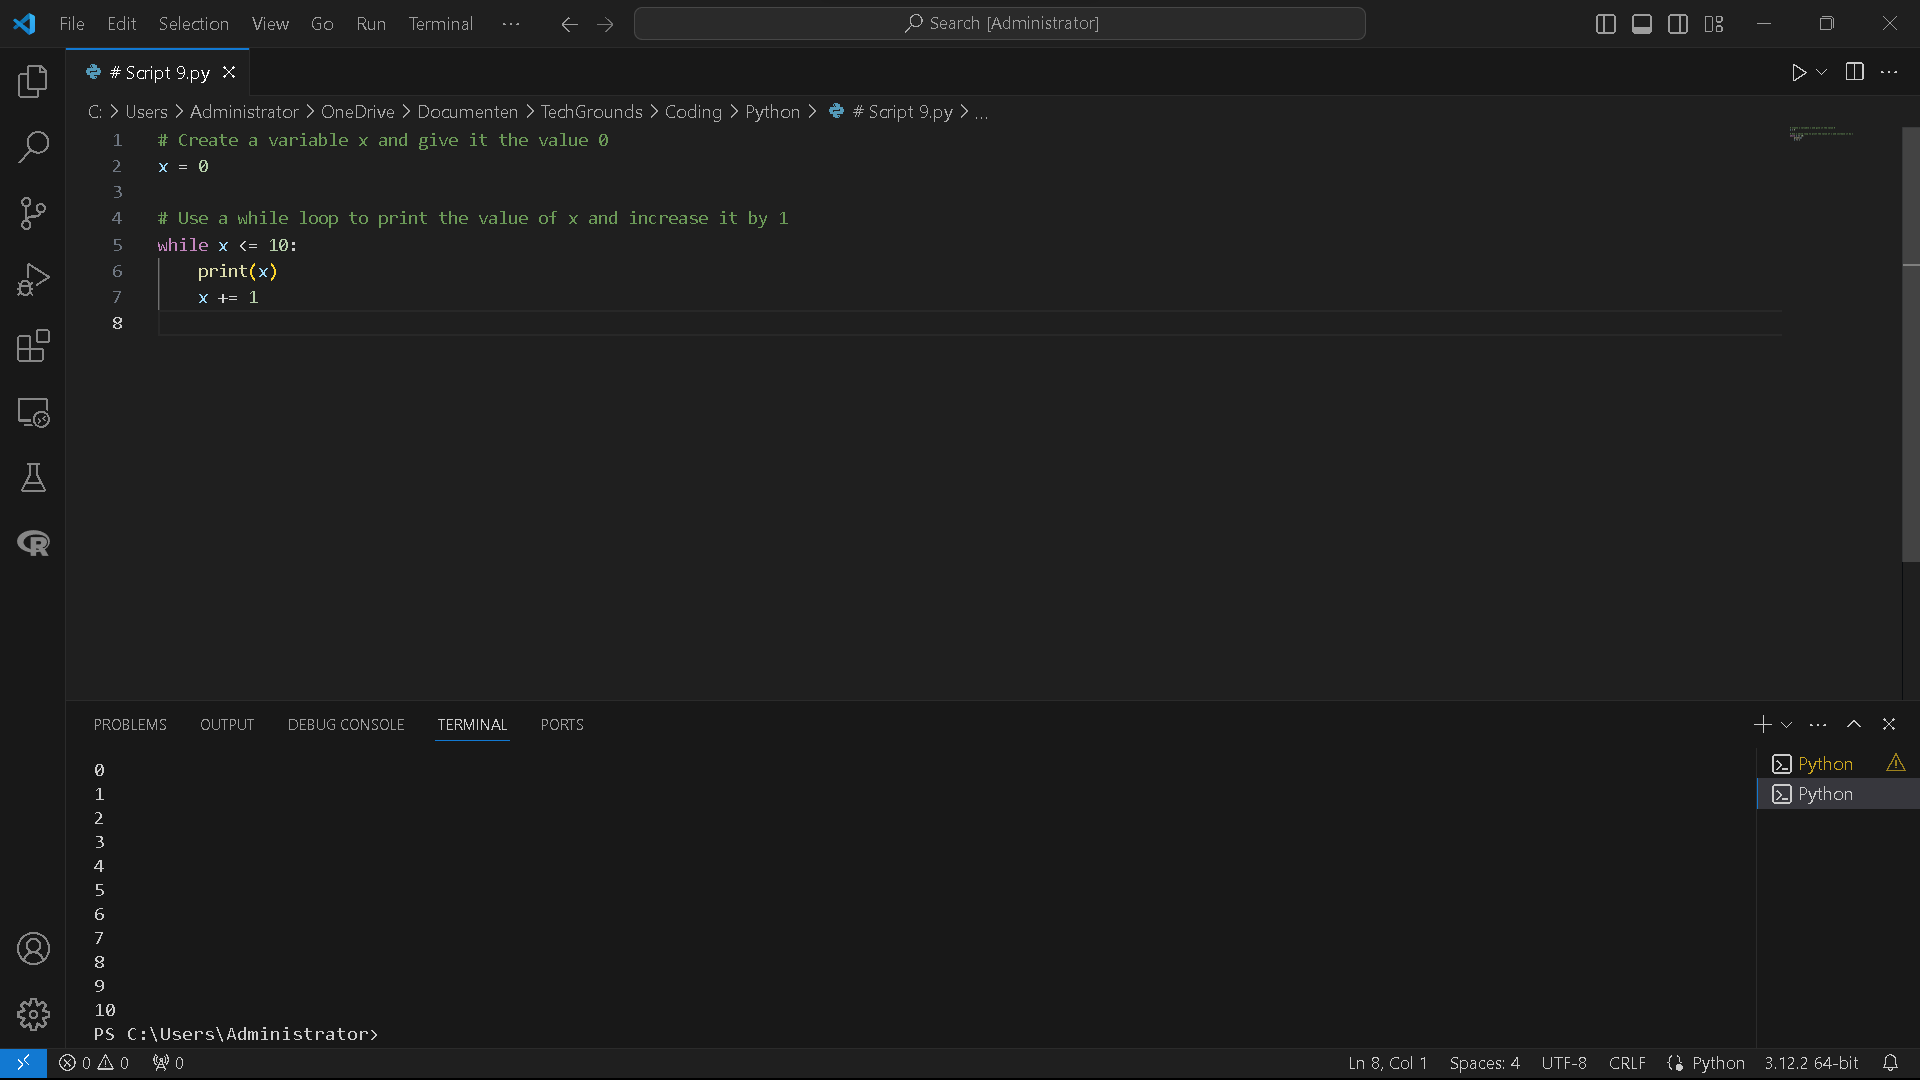 File Edit Selection View Go Run Terminal ··· Search [Administrator]
# Script 9.py
C: > Users > Administrator > OneDrive > Documenten > TechGrounds > Coding > Python > # Script 9.py > ...
1 # Create a variable x and give it the value 0
2 x = 0
3
4 # Use a while loop to print the value of x and increase it by 1
5 while x <= 10:
6 print(x)
7 x += 1
8
PROBLEMS OUTPUT DEBUG CONSOLE TERMINAL PORTS
0
1
2
3
4
5
6
7
8
9
10
PS C:\Users\Administrator>
Python
Python
0 0 0 Ln 8, Col 1 Spaces: 4 UTF-8 CRLF Python 3.12.2 64-bit